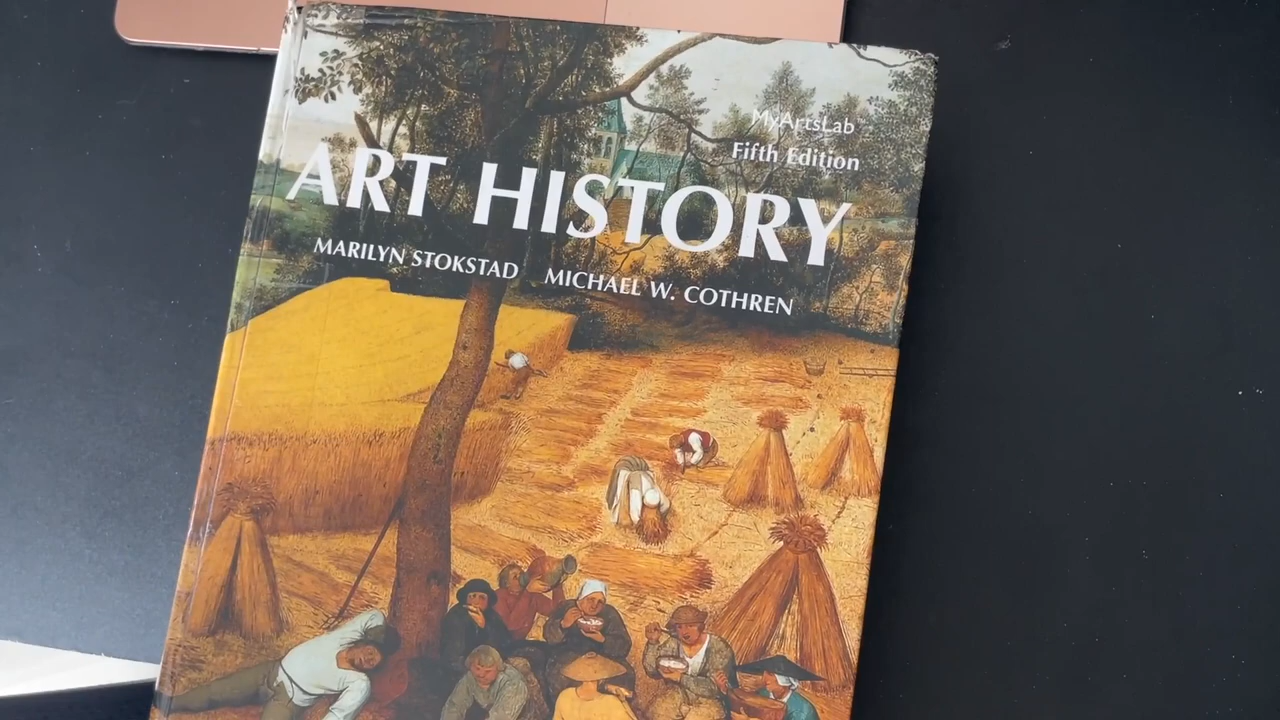 MyArtsLab
Fifth Edition
ART HISTORY
MARILYN STOKSTAD MICHAEL W. COTHREN